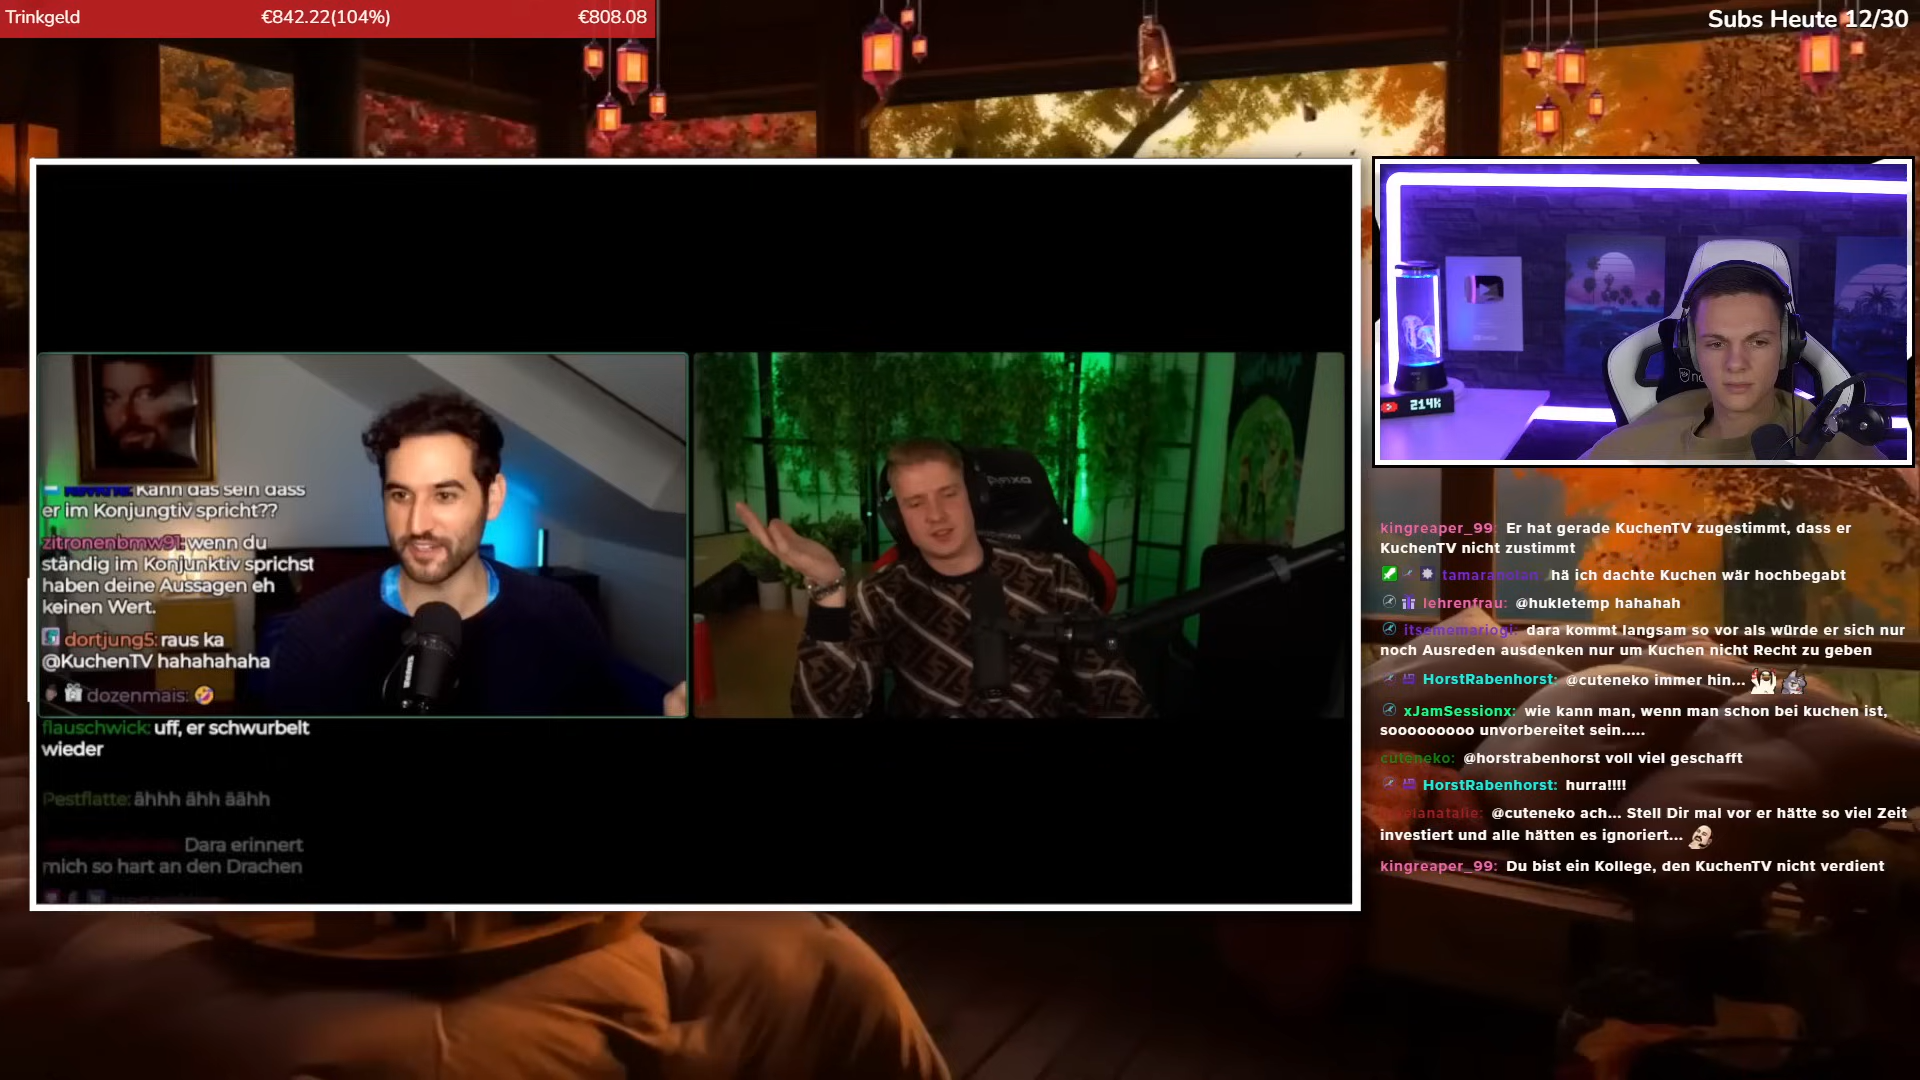 Trinkgeld €842.22(104%) €808.08
Subs Heute 12/30
Kann das sein dass
er im Konjungtiv spricht??
zitronenbmw91: wenn du
ständig im Konjunktiv sprichst
haben deine Aussagen eh
keinen Wert.
dortjung5: raus ka
@KuchenTV hahahahaha
dozenmais:
flauschwick: uff, er schwurbelt
wieder
Pestflatte: ähhh ähh äähh
Dara erinnert
mich so hart an den Drachen
214K
kingreaper_99: Er hat gerade KuchenTV zugestimmt, dass er
KuchenTV nicht zustimmt
hä ich dachte Kuchen wär hochbegabt
lehrenfrau: @hukletemp hahahah
itsememariogi: dara kommt langsam so vor als würde er sich nur
noch Ausreden ausdenken nur um Kuchen nicht Recht zu geben
HorstRabenhorst: @cuteneko immer hin...
xJamSessionx: wie kann man, wenn man schon bei kuchen ist,
sooooooooo unvorbereitet sein.....
cuteneko: @horstrabenhorst voll viel geschafft
HorstRabenhorst: hurra!!!!
@cuteneko ach... Stell Dir mal vor er hätte so viel Zeit
investiert und alle hätten es ignoriert...
kingreaper_99: Du bist ein Kollege, den KuchenTV nicht verdient